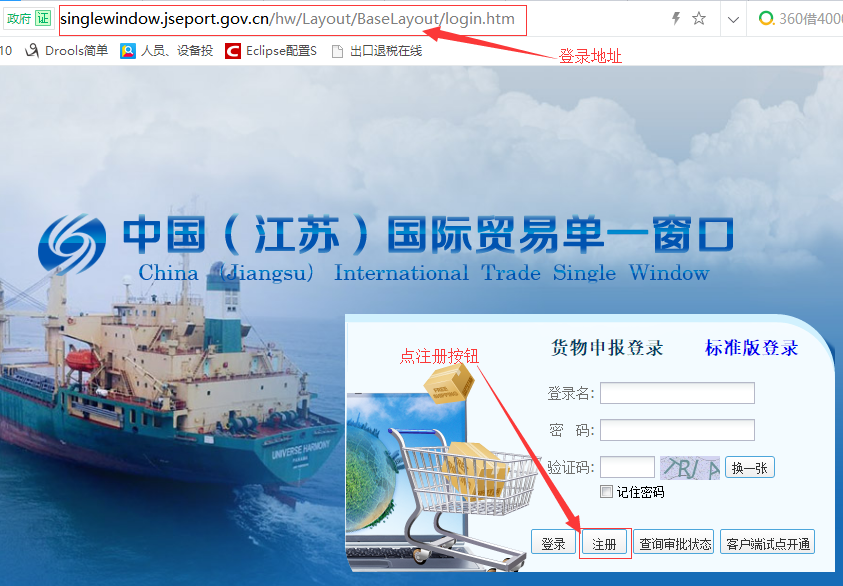 政府 证 singlewindow.jseport.gov.cn/hw/Layout/BaseLayout/login.htm 360借400
10 Drools简单 人员、设备投 Eclipse配置S 出口退税在线
登录地址
中国（江苏）国际贸易单一窗口
China (Jiangsu) International Trade Single Window
货物申报登录 标准版登录
点注册按钮
FREE SHIPPING
登录名:
密 码:
验证码: 换一张
记住密码
UNIVERSE HARMONY
登录 注册 查询审批状态 客户端试点开通